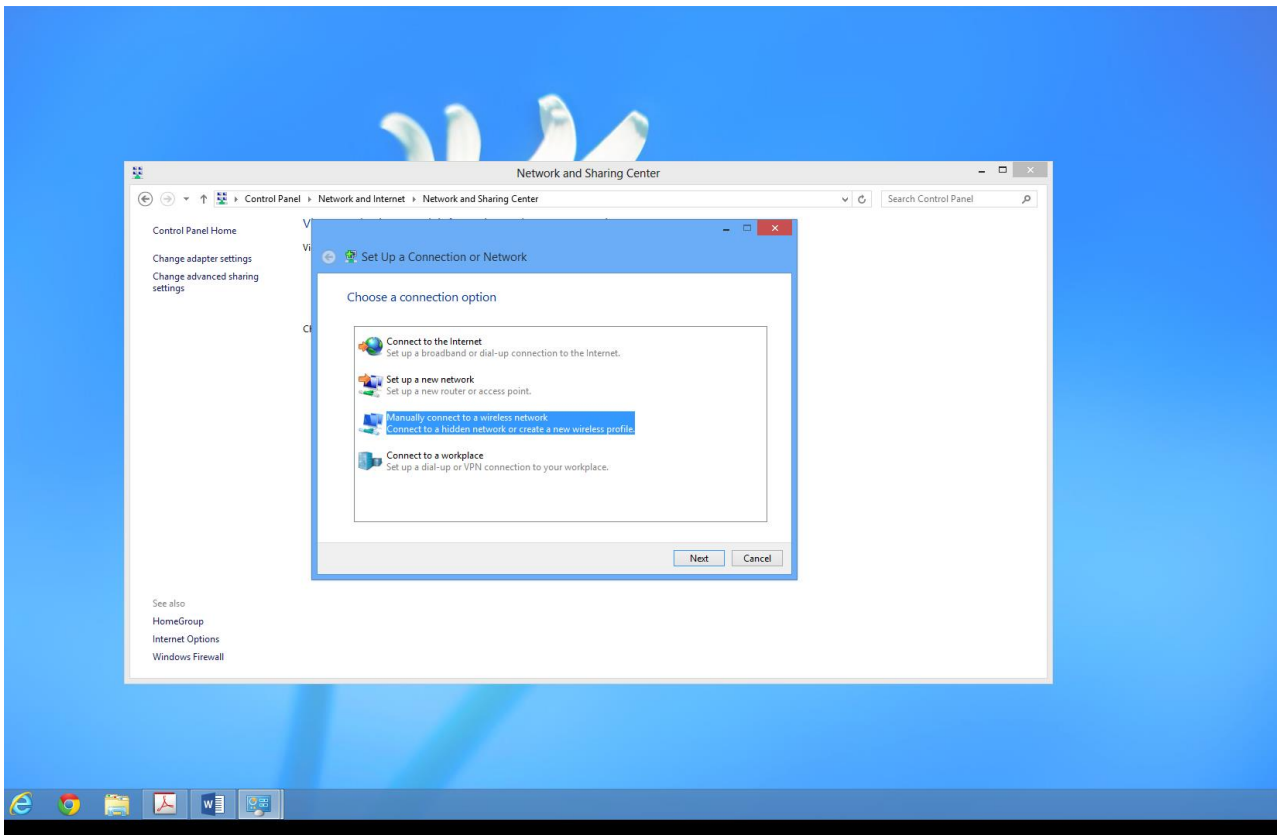 Network and Sharing Center
Control Panel Network and Internet Network and Sharing Center
Search Control Panel
Control Panel Home
Change adapter settings
Change advanced sharing
settings
See also
HomeGroup
Internet Options
Windows Firewall
V
Vi
Set Up a Connection or Network
Choose a connection option
Connect to the Internet
Set up a broadband or dial-up connection to the Internet.
Set up a new network
Set up a new router or access point.
Manually connect to a wireless network
Connect to a hidden network or create a new wireless profile.
Connect to a workplace
Set up a dial-up or VPN connection to your workplace.
Next Cancel